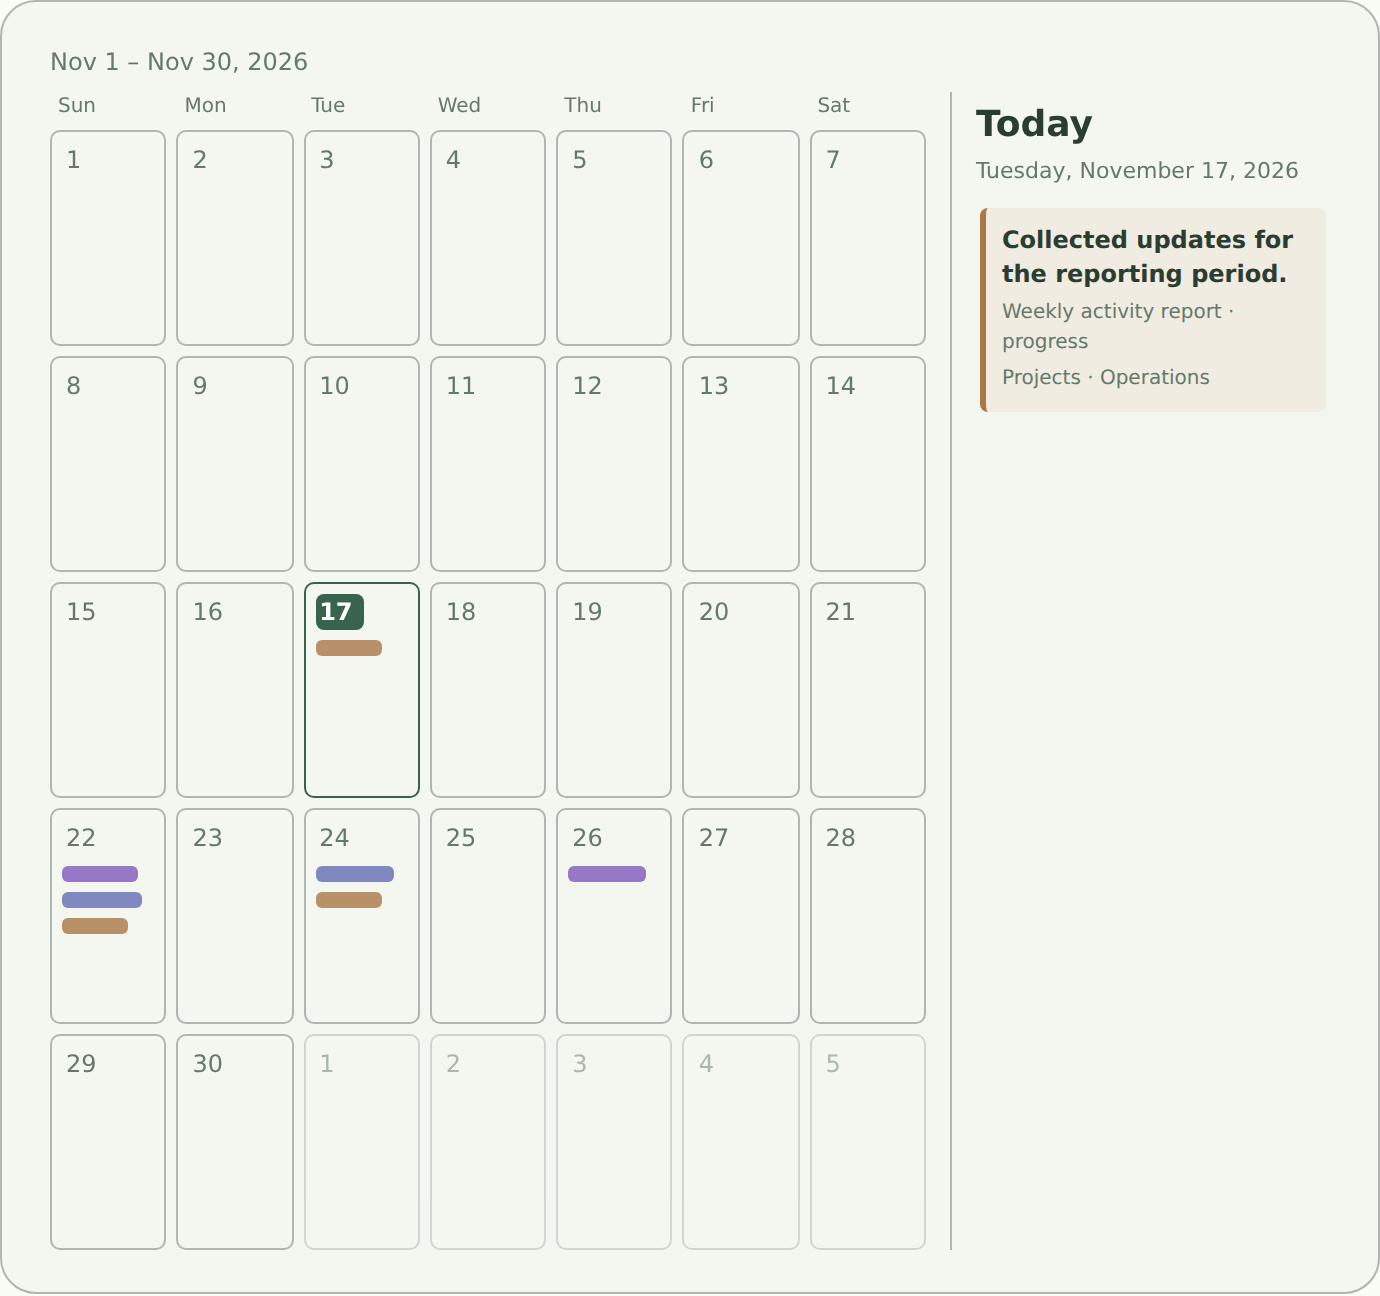 Nov 1 – Nov 30, 2026
Sun Mon Tue Wed Thu Fri Sat
1 2 3 4 5 6 7
8 9 10 11 12 13 14
15 16 17 18 19 20 21
22 23 24 25 26 27 28
29 30 1 2 3 4 5
Today
Tuesday, November 17, 2026
Collected updates for
the reporting period.
Weekly activity report ·
progress
Projects · Operations